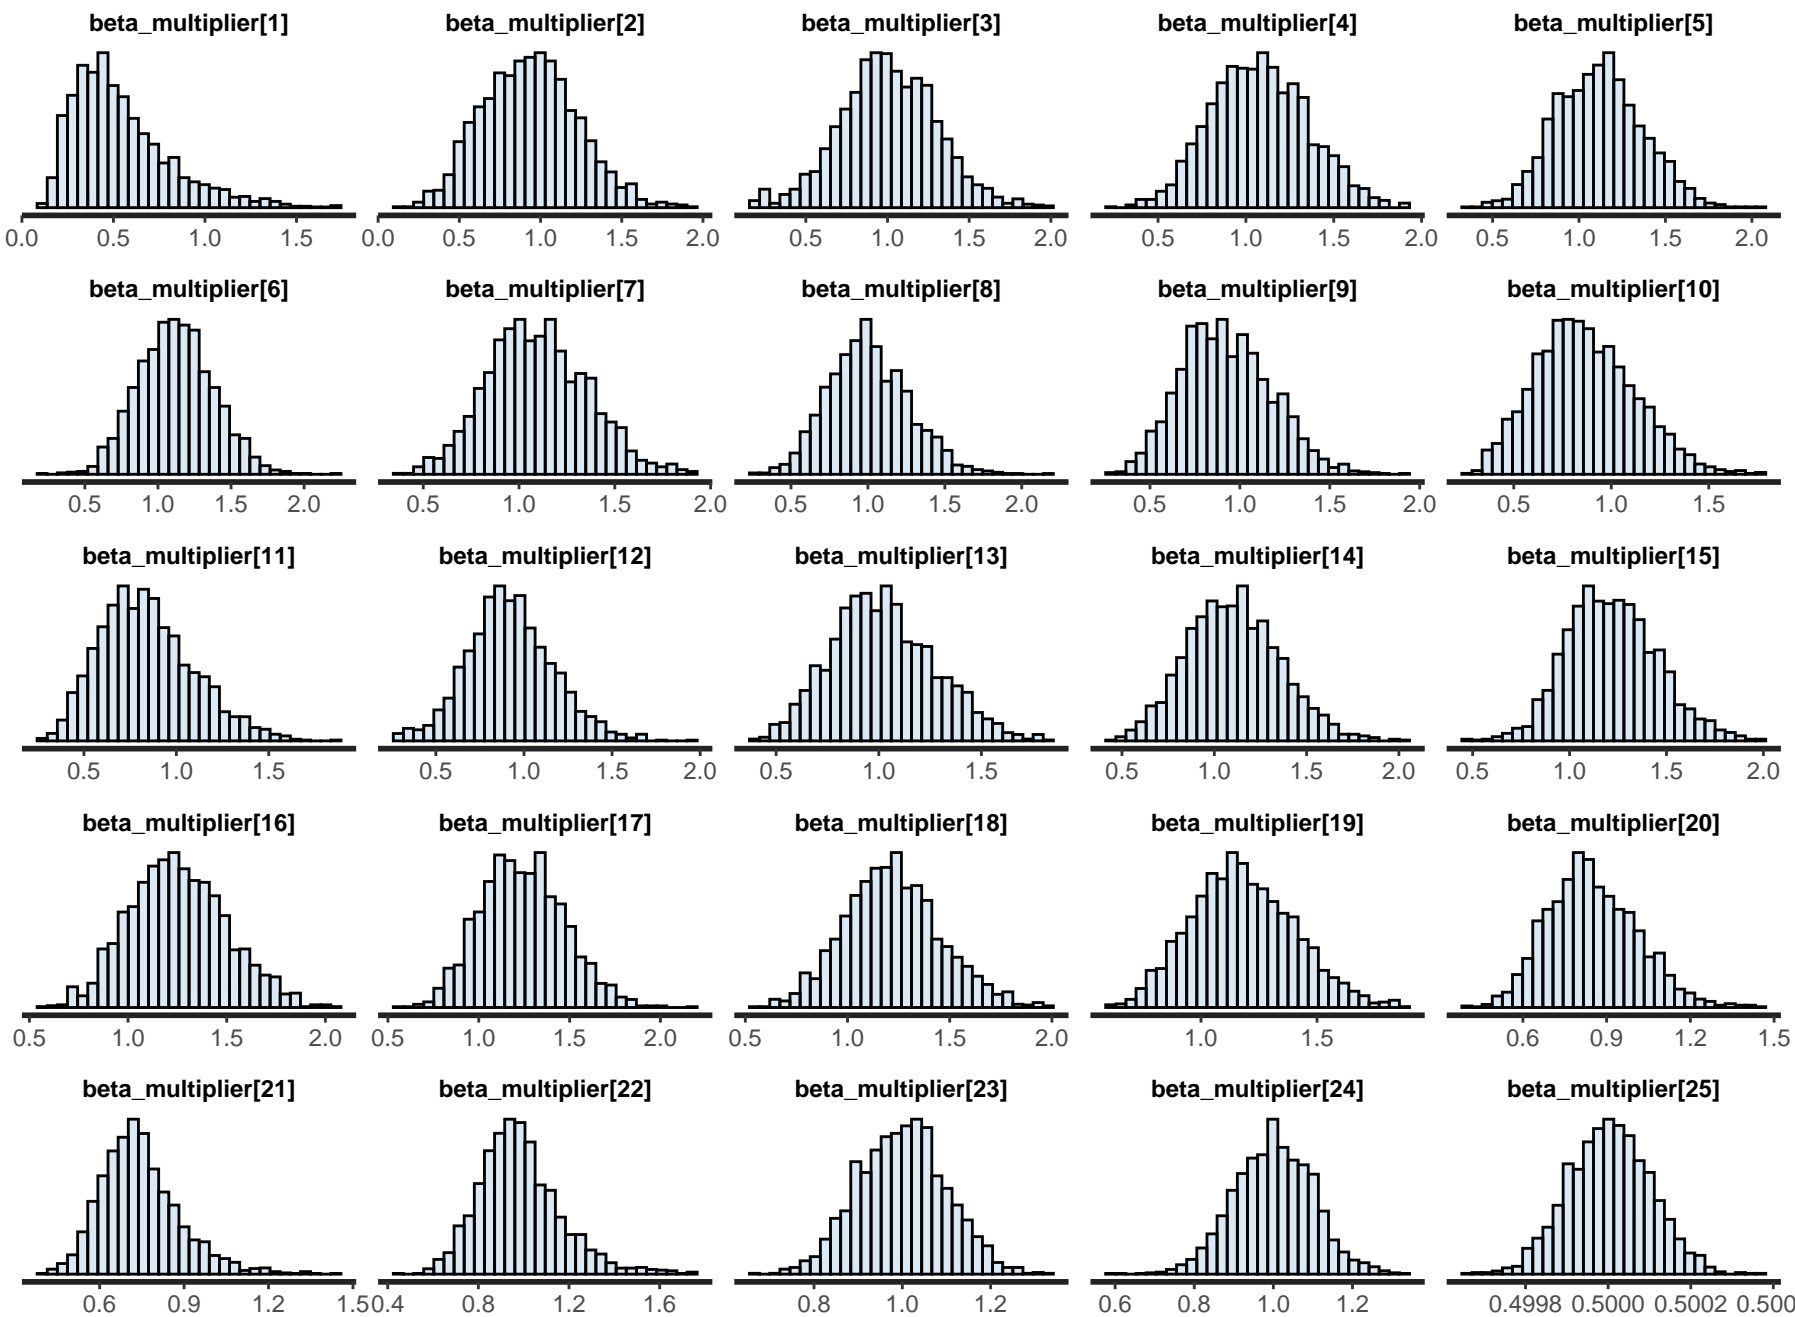 beta_multiplier[1] beta_multiplier[2] beta_multiplier[3] beta_multiplier[4] beta_multiplier[5]
0.0 0.5 1.0 1.5 0.0 0.5 1.0 1.5 2.0 0.5 1.0 1.5 2.0 0.5 1.0 1.5 2.0 0.5 1.0 1.5 2.0
beta_multiplier[6] beta_multiplier[7] beta_multiplier[8] beta_multiplier[9] beta_multiplier[10]
0.5 1.0 1.5 2.0 0.5 1.0 1.5 2.0 0.5 1.0 1.5 2.0 0.5 1.0 1.5 2.0 0.5 1.0 1.5
beta_multiplier[11] beta_multiplier[12] beta_multiplier[13] beta_multiplier[14] beta_multiplier[15]
0.5 1.0 1.5 0.5 1.0 1.5 2.0 0.5 1.0 1.5 0.5 1.0 1.5 2.0 0.5 1.0 1.5 2.0
beta_multiplier[16] beta_multiplier[17] beta_multiplier[18] beta_multiplier[19] beta_multiplier[20]
0.5 1.0 1.5 2.0 0.5 1.0 1.5 2.0 0.5 1.0 1.5 2.0 1.0 1.5 0.6 0.9 1.2 1.5
beta_multiplier[21] beta_multiplier[22] beta_multiplier[23] beta_multiplier[24] beta_multiplier[25]
0.6 0.9 1.2 1.5 0.4 0.8 1.2 1.6 0.8 1.0 1.2 0.6 0.8 1.0 1.2 0.4998 0.5000 0.5002 0.500